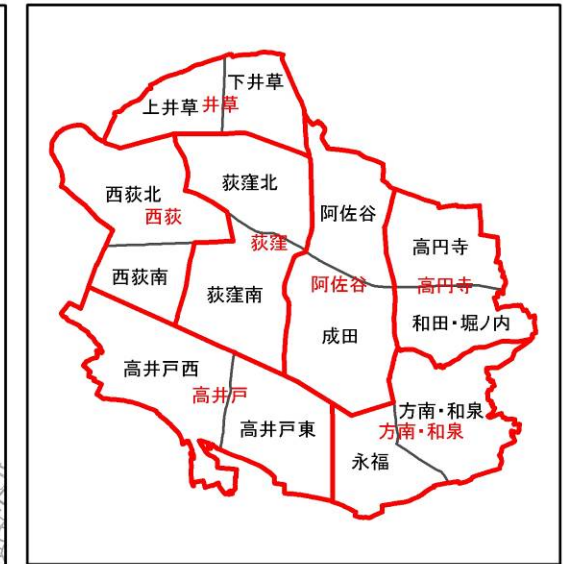 下井草
上井草
井草
荻窪北
西荻北
西荻
阿佐谷
荻窪
高円寺
西荻南
荻窪南
阿佐谷
高円寺
成田
和田・堀ノ内
高井戸西
高井戸
高井戸東
方南・和泉
方南・和泉
永福